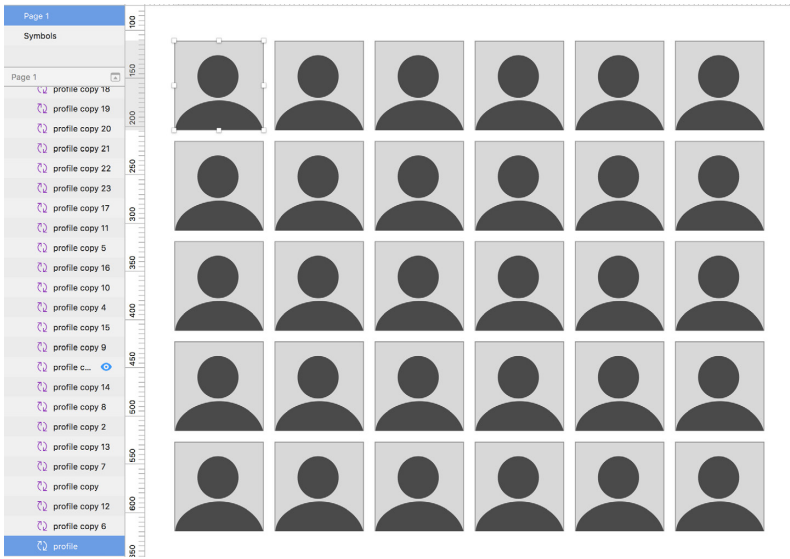 Page 1
Symbols
Page 1
profile copy 18
profile copy 19
profile copy 20
profile copy 21
profile copy 22
profile copy 23
profile copy 17
profile copy 11
profile copy 5
profile copy 16
profile copy 10
profile copy 4
profile copy 15
profile copy 9
profile c...
profile copy 14
profile copy 8
profile copy 2
profile copy 13
profile copy 7
profile copy
profile copy 12
profile copy 6
profile
100
150
200
250
300
350
400
450
500
550
600
650